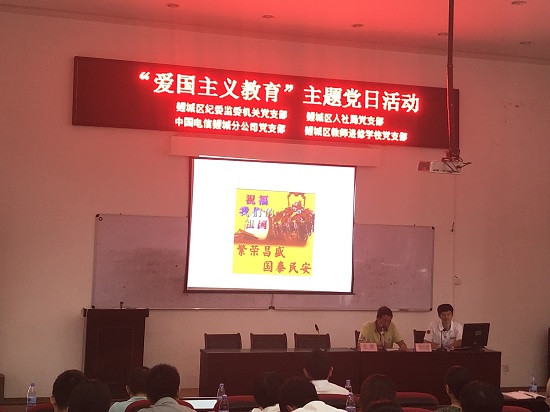 “爱国主义教育”主题党日活动
鲤城区纪委监委机关党支部 鲤城区人社局党支部
中国电信鲤城分公司党支部 鲤城区教师进修学校党支部
祝福
我们的
祖国
繁荣昌盛
国泰民安